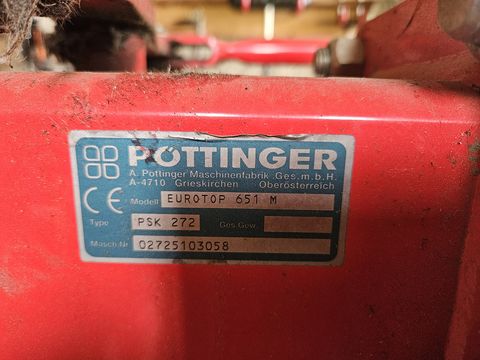 PÖTTINGER
A. Pöttinger Maschinenfabrik .Ges.m.b.H.
A-4710 Grieskirchen Oberösterreich
CE Modell EUROTOP 651 M
Type PSK 272 Ges.Gew.
Masch.Nr 02725103058